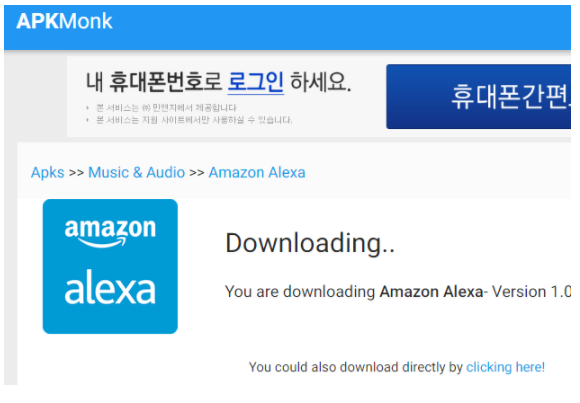 APKMonk
내 휴대폰번호로 로그인 하세요.
휴대폰간편
• 본 서비스는 ㈜민앤지에서 제공합니다
• 본 서비스는 지원 사이트에서만 사용하실 수 있습니다.
Apks >> Music & Audio >> Amazon Alexa
amazon
alexa
Downloading..
You are downloading Amazon Alexa- Version 1.0
You could also download directly by clicking here!